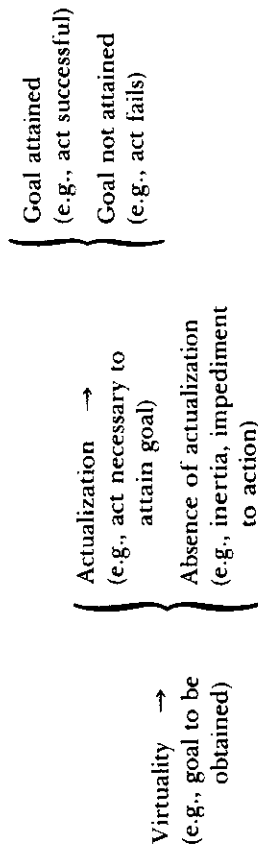 Virtuality →
(e.g., goal to be
obtained)
Actualization →
(e.g., act necessary to
attain goal)
Absence of actualization
(e.g., inertia, impediment
to action)
Goal attained
(e.g., act successful)
Goal not attained
(e.g., act fails)